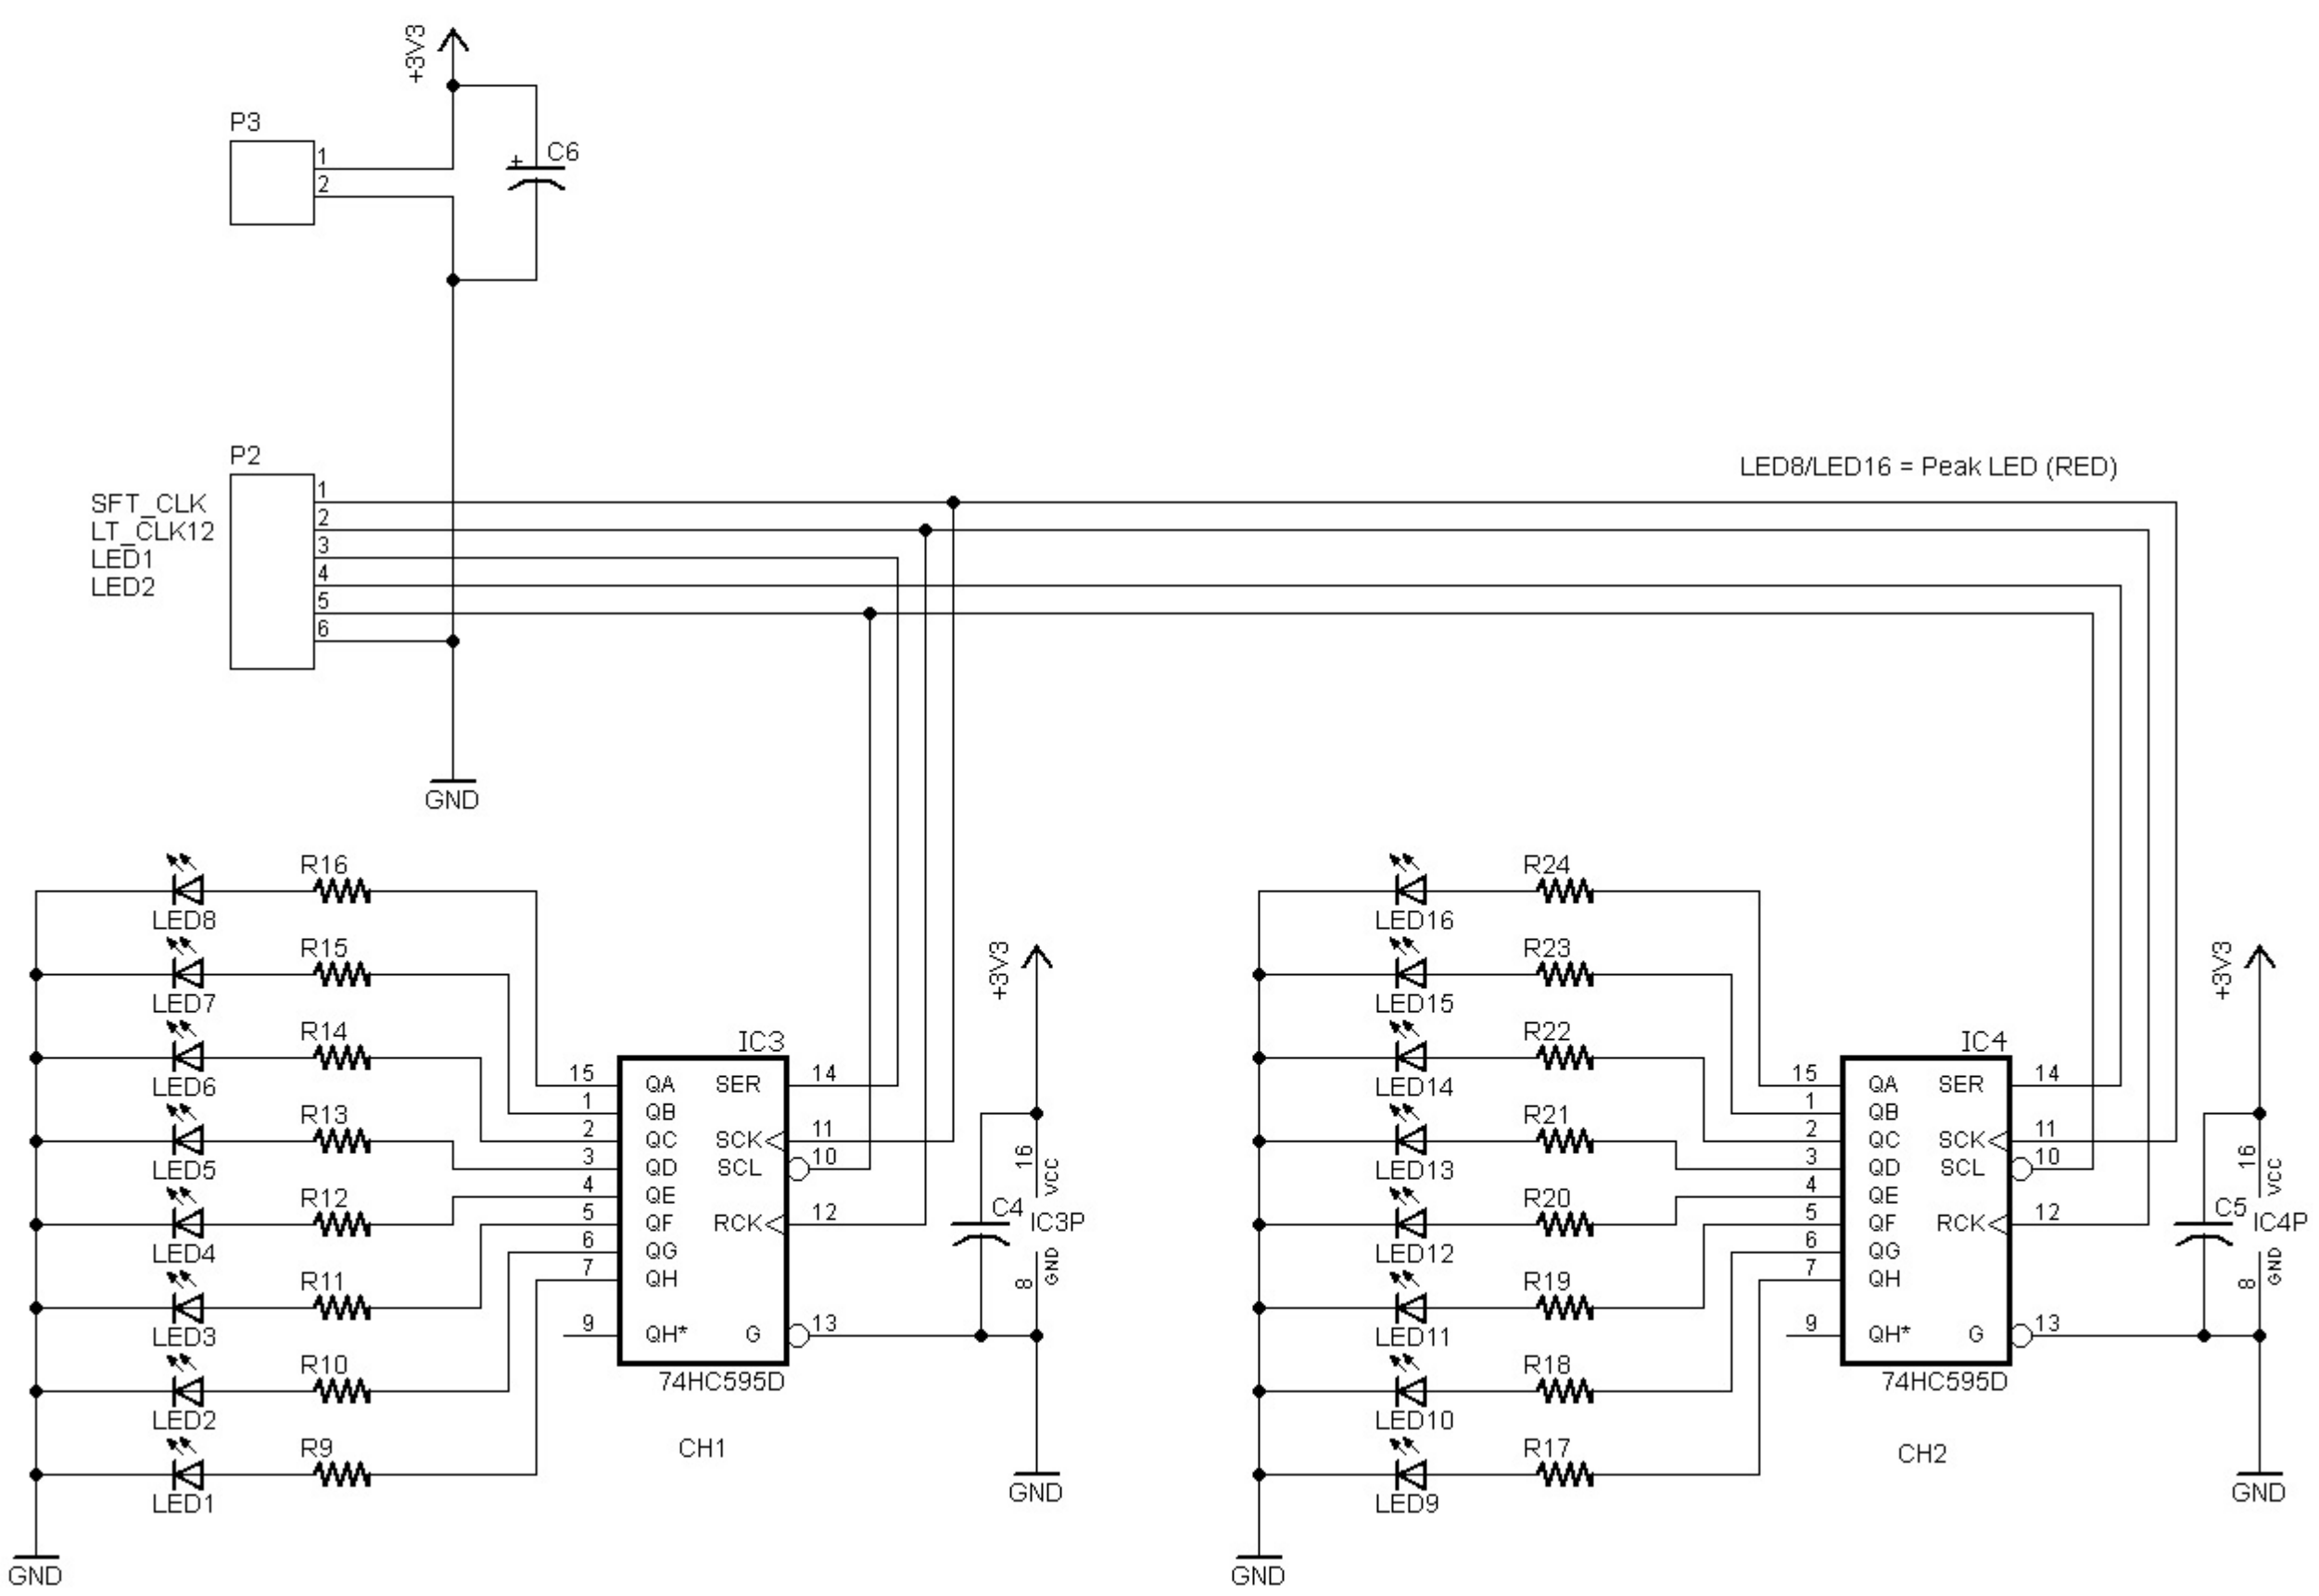 +3V3
P3
1
2
+
C6
P2
SFT_CLK
LT_CLK12
LED1
LED2
1
2
3
4
5
6
GND
LED8/LED16 = Peak LED (RED)
R16
LED8
R15
LED7
R14
LED6
R13
LED5
R12
LED4
R11
LED3
R10
LED2
R9
LED1
GND
IC3
15 QA SER 14
1 QB
2 QC SCK 11
3 QD SCL 10
4 QE
5 QF RCK 12
6 QG
7 QH
9 QH* G 13
74HC595D
CH1
+3V3
16 VCC
C4
IC3P
8 GND
GND
R24
LED16
R23
LED15
R22
LED14
R21
LED13
R20
LED12
R19
LED11
R18
LED10
R17
LED9
GND
IC4
15 QA SER 14
1 QB
2 QC SCK 11
3 QD SCL 10
4 QE
5 QF RCK 12
6 QG
7 QH
9 QH* G 13
74HC595D
CH2
+3V3
16 VCC
C5
IC4P
8 GND
GND